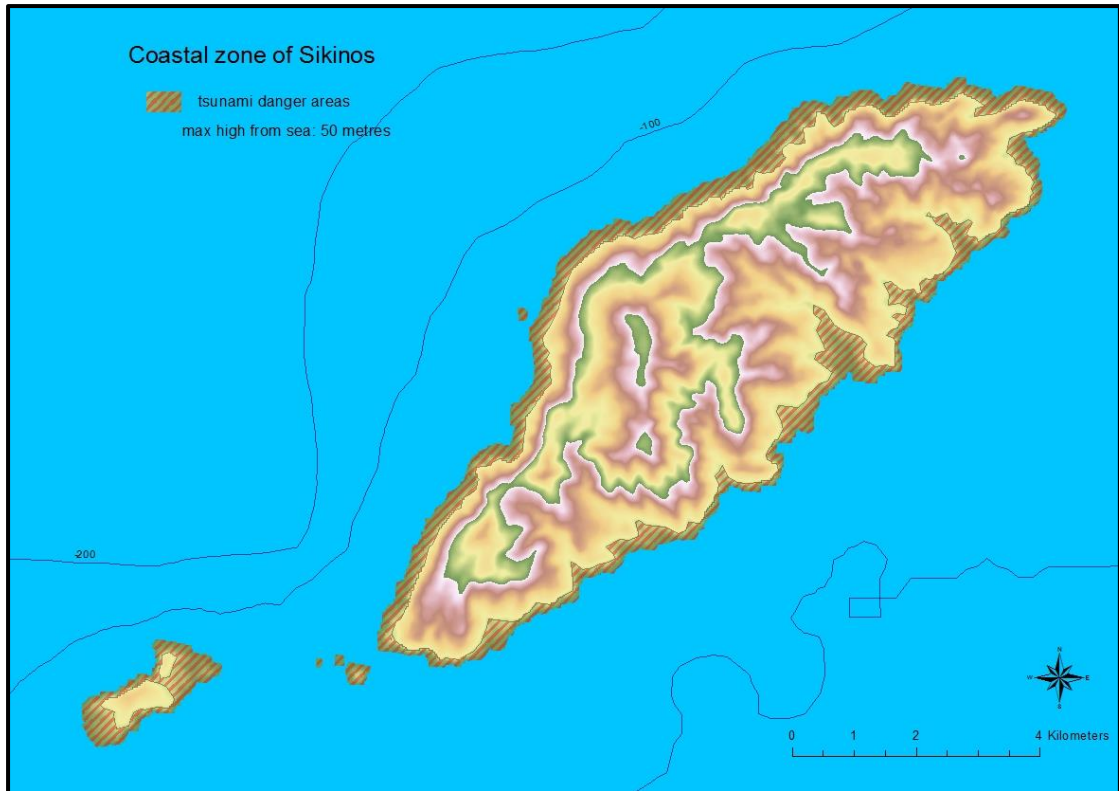 Coastal zone of Sikinos
tsunami danger areas
max high from sea: 50 metres
-100
-200
N
W E
S
0 1 2 4 Kilometers